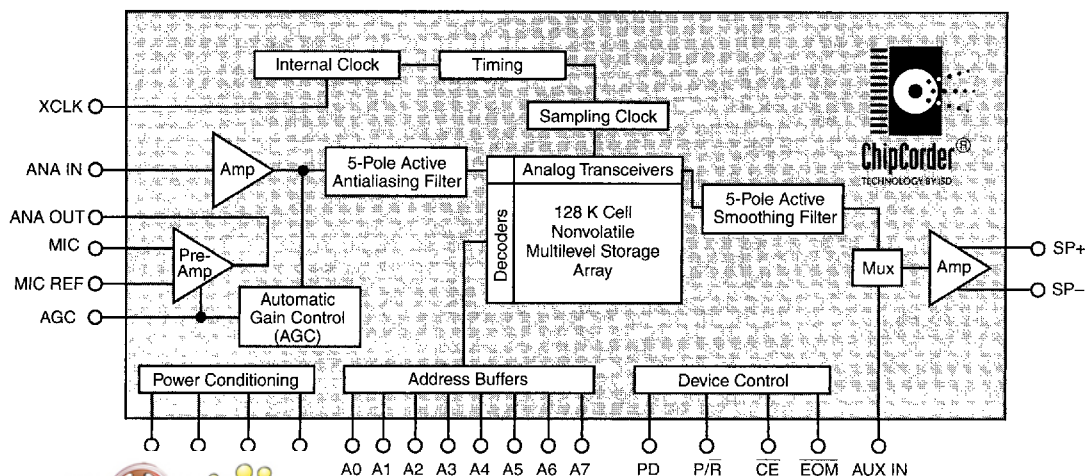 Internal Clock
Timing
XCLK
Sampling Clock
ChipCorder®
TECHNOLOGY BY ISD
ANA IN
Amp
5-Pole Active
Antialiasing Filter
Analog Transceivers
Decoders
128 K Cell
Nonvolatile
Multilevel Storage
Array
5-Pole Active
Smoothing Filter
ANA OUT
MIC
Pre-
Amp
MIC REF
AGC
Automatic
Gain Control
(AGC)
Mux
Amp
SP+
SP–
Power Conditioning
Address Buffers
Device Control
A0 A1 A2 A3 A4 A5 A6 A7 PD P/R̅ C̅E̅ E̅O̅M̅ AUX IN